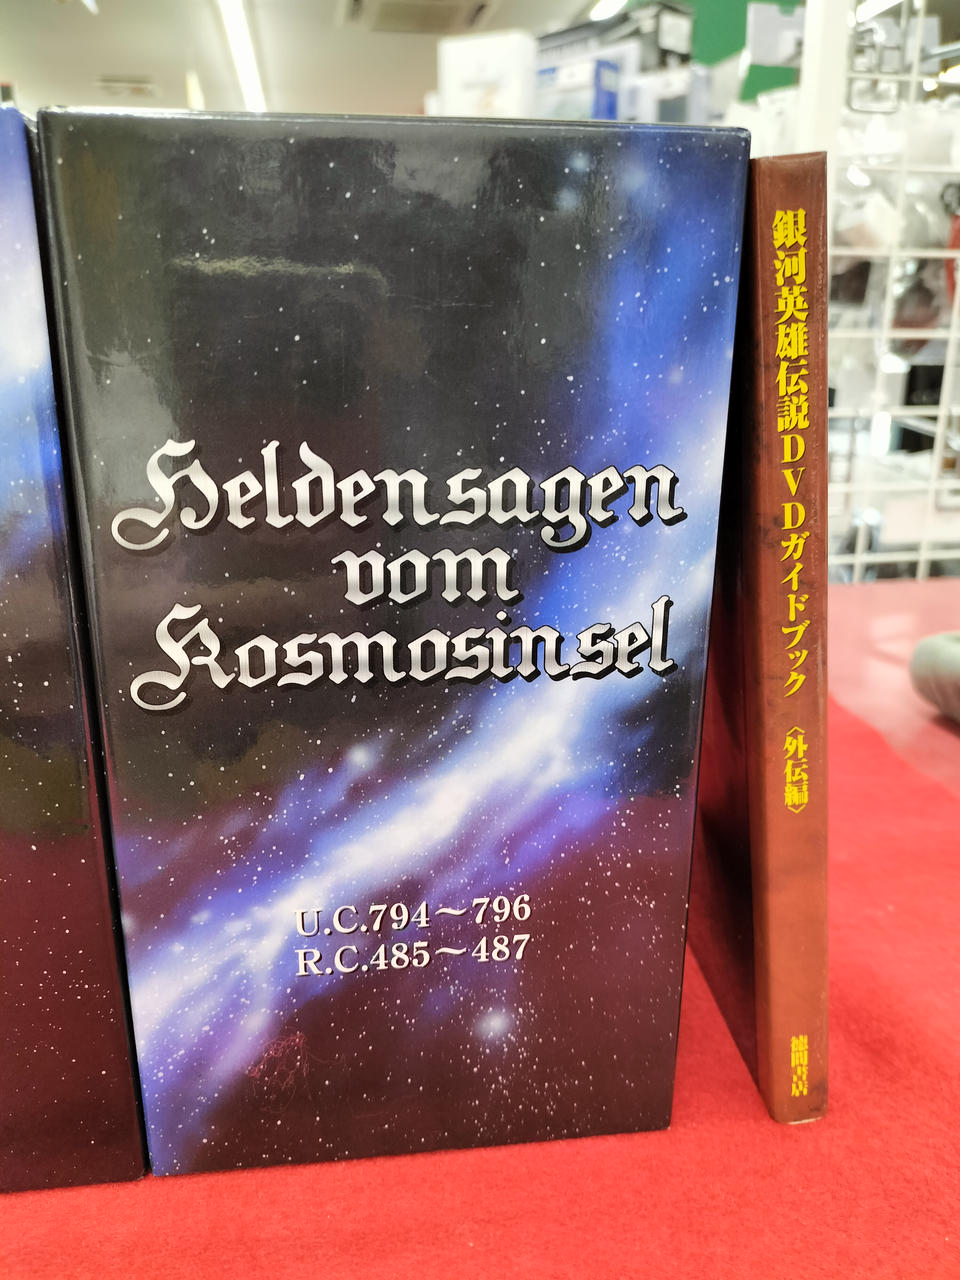 Heldensagen
vom
Kosmosinsel
U.C.794～796
R.C.485～487
銀河英雄伝説DVDガイドブック〈外伝編〉
徳間書店